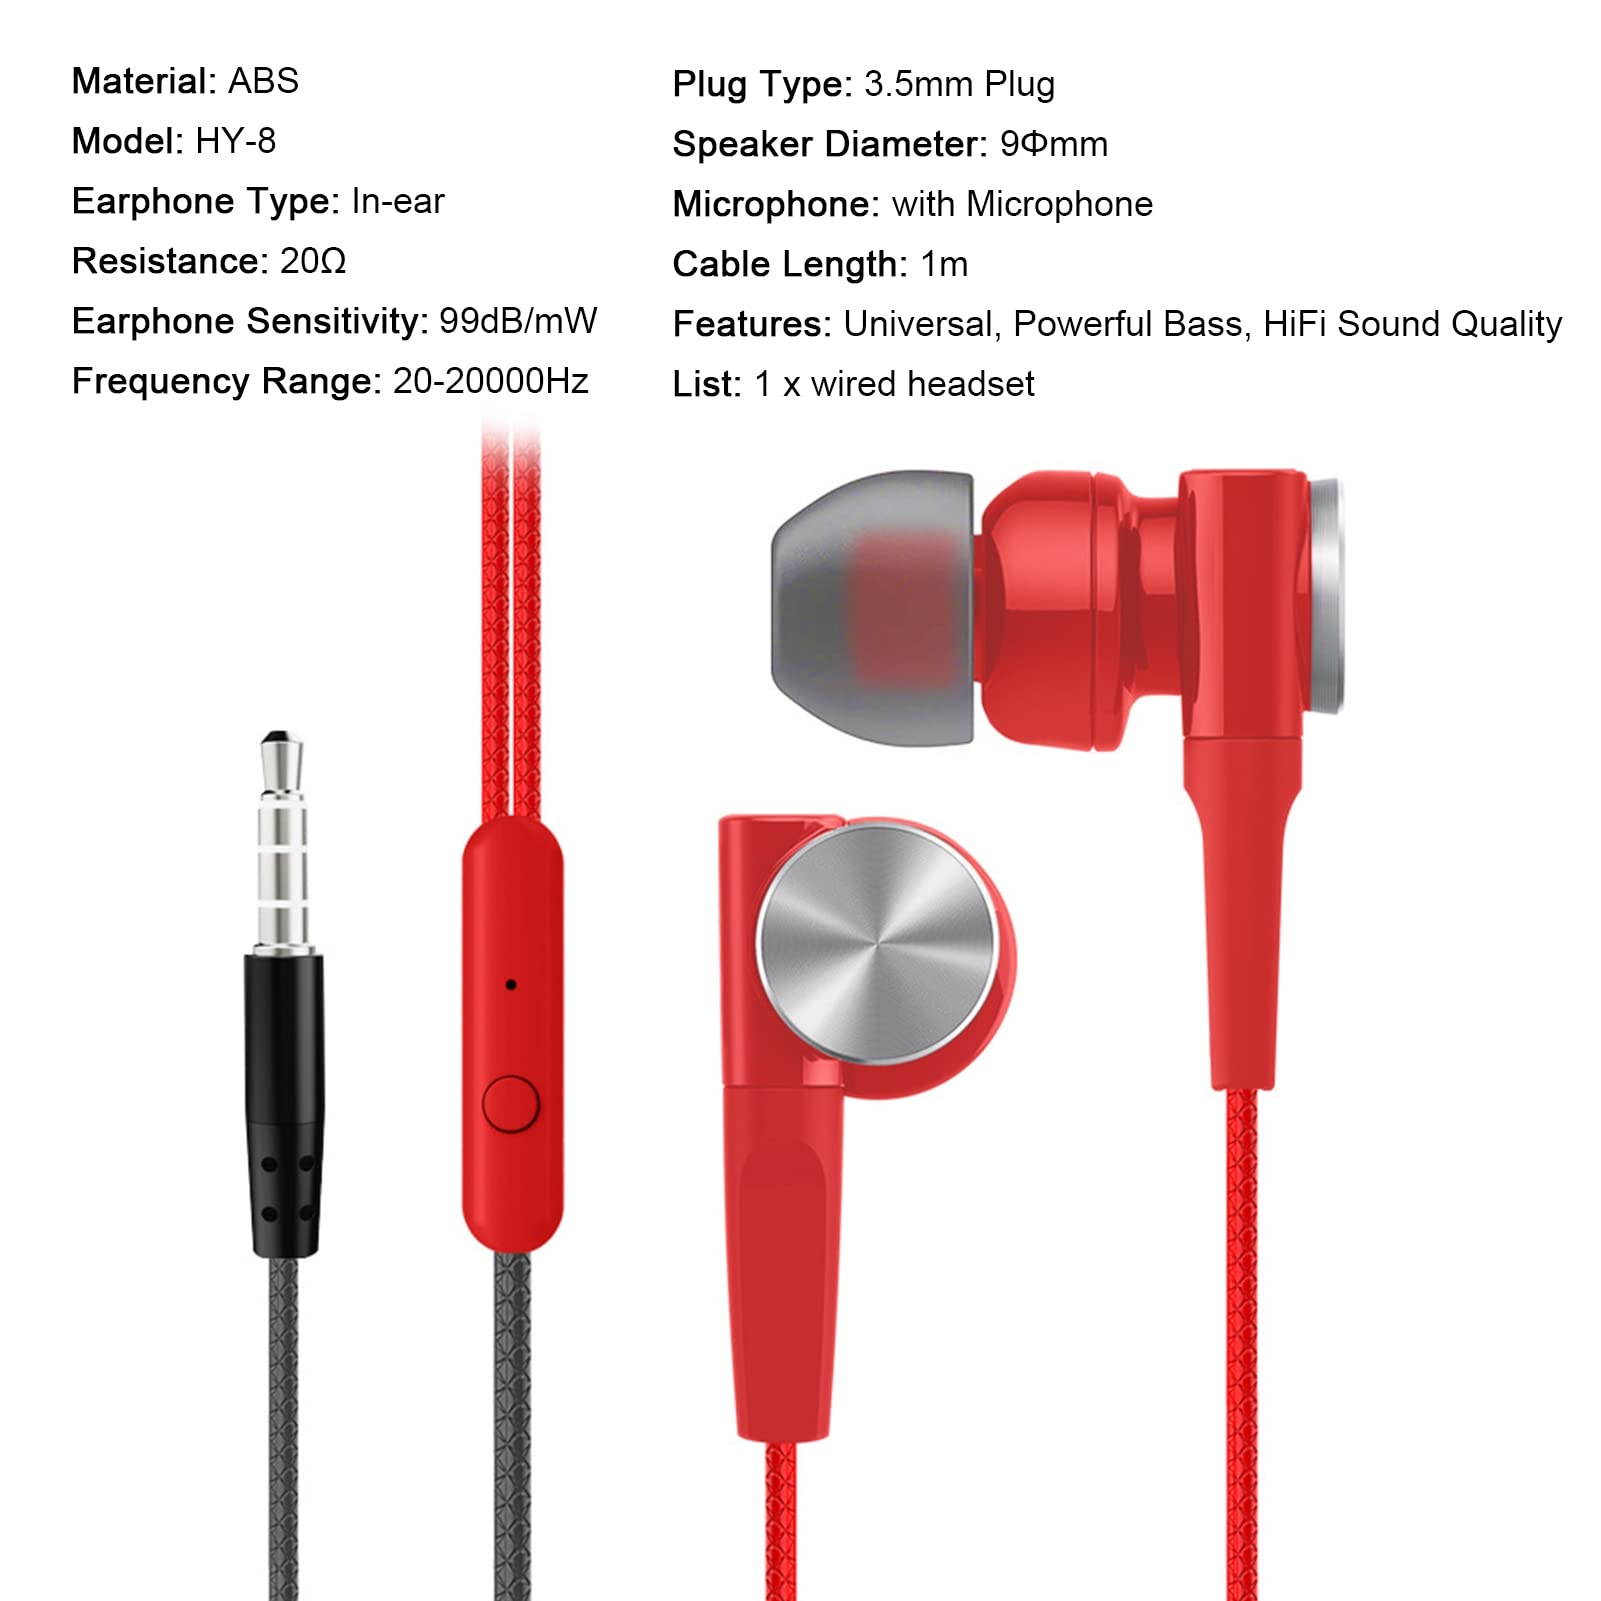 Material: ABS
Model: HY-8
Earphone Type: In-ear
Resistance: 20Ω
Earphone Sensitivity: 99dB/mW
Frequency Range: 20-20000Hz
Plug Type: 3.5mm Plug
Speaker Diameter: 9Φmm
Microphone: with Microphone
Cable Length: 1m
Features: Universal, Powerful Bass, HiFi Sound Quality
List: 1 x wired headset